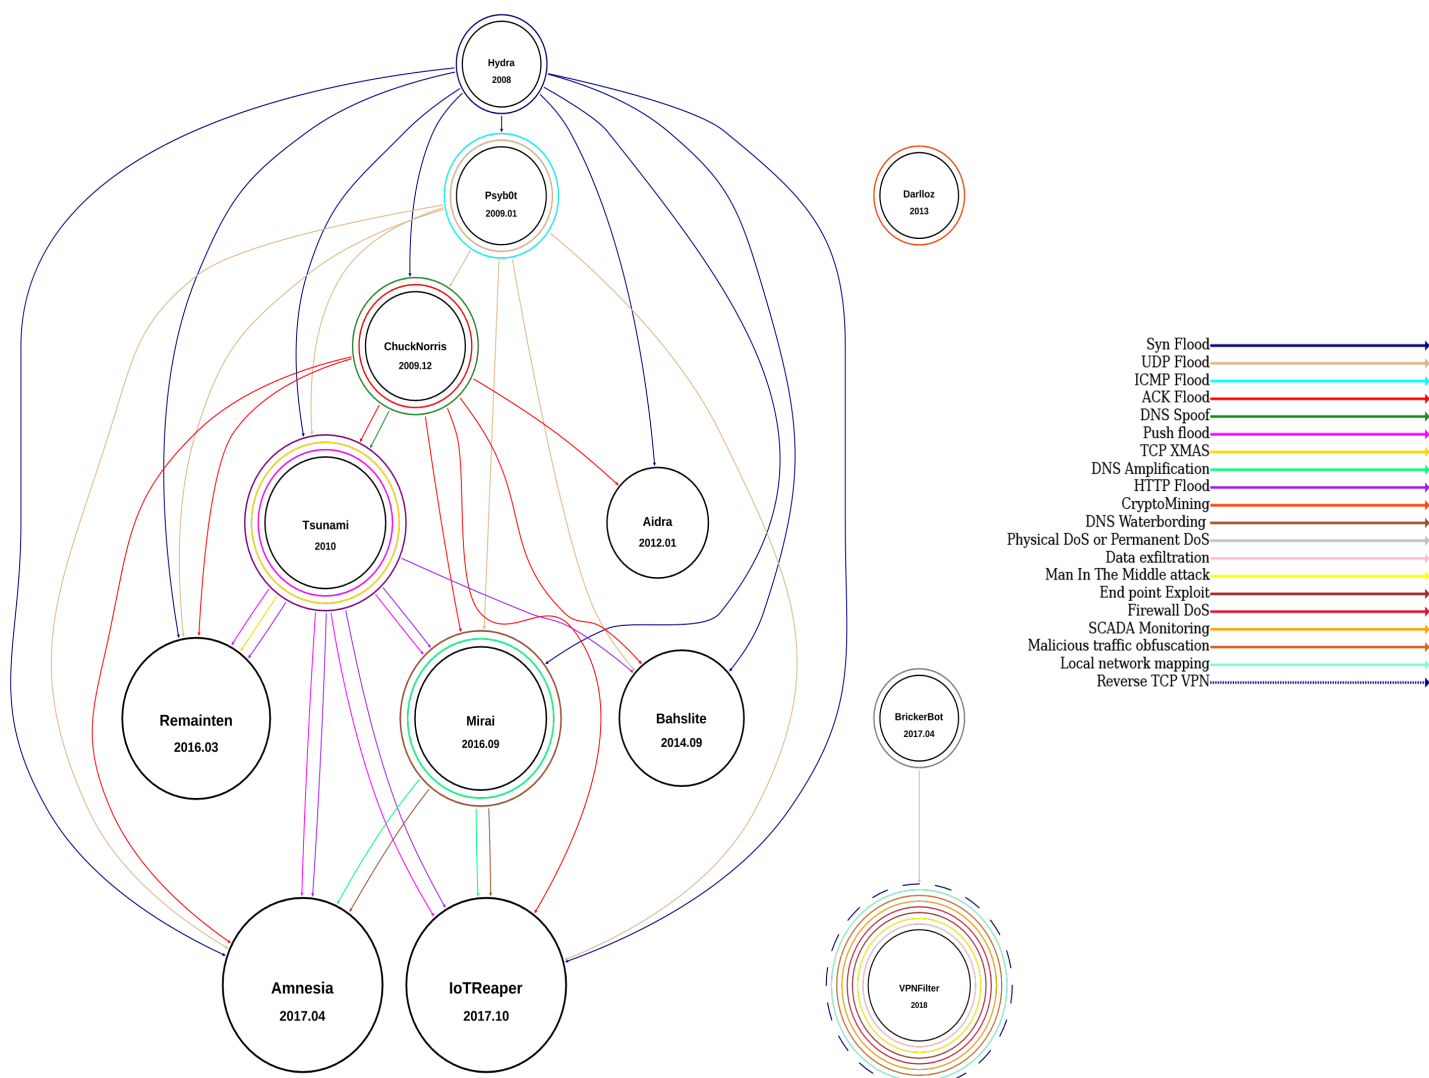 Hydra
2008
Psyb0t
2009.01
Darlloz
2013
ChuckNorris
2009.12
Tsunami
2010
Aidra
2012.01
Remainten
2016.03
Mirai
2016.09
Bahslite
2014.09
BrickerBot
2017.04
Amnesia
2017.04
IoTReaper
2017.10
VPNFilter
2018
Syn Flood
UDP Flood
ICMP Flood
ACK Flood
DNS Spoof
Push flood
TCP XMAS
DNS Amplification
HTTP Flood
CryptoMining
DNS Waterbording
Physical DoS or Permanent DoS
Data exfiltration
Man In The Middle attack
End point Exploit
Firewall DoS
SCADA Monitoring
Malicious traffic obfuscation
Local network mapping
Reverse TCP VPN